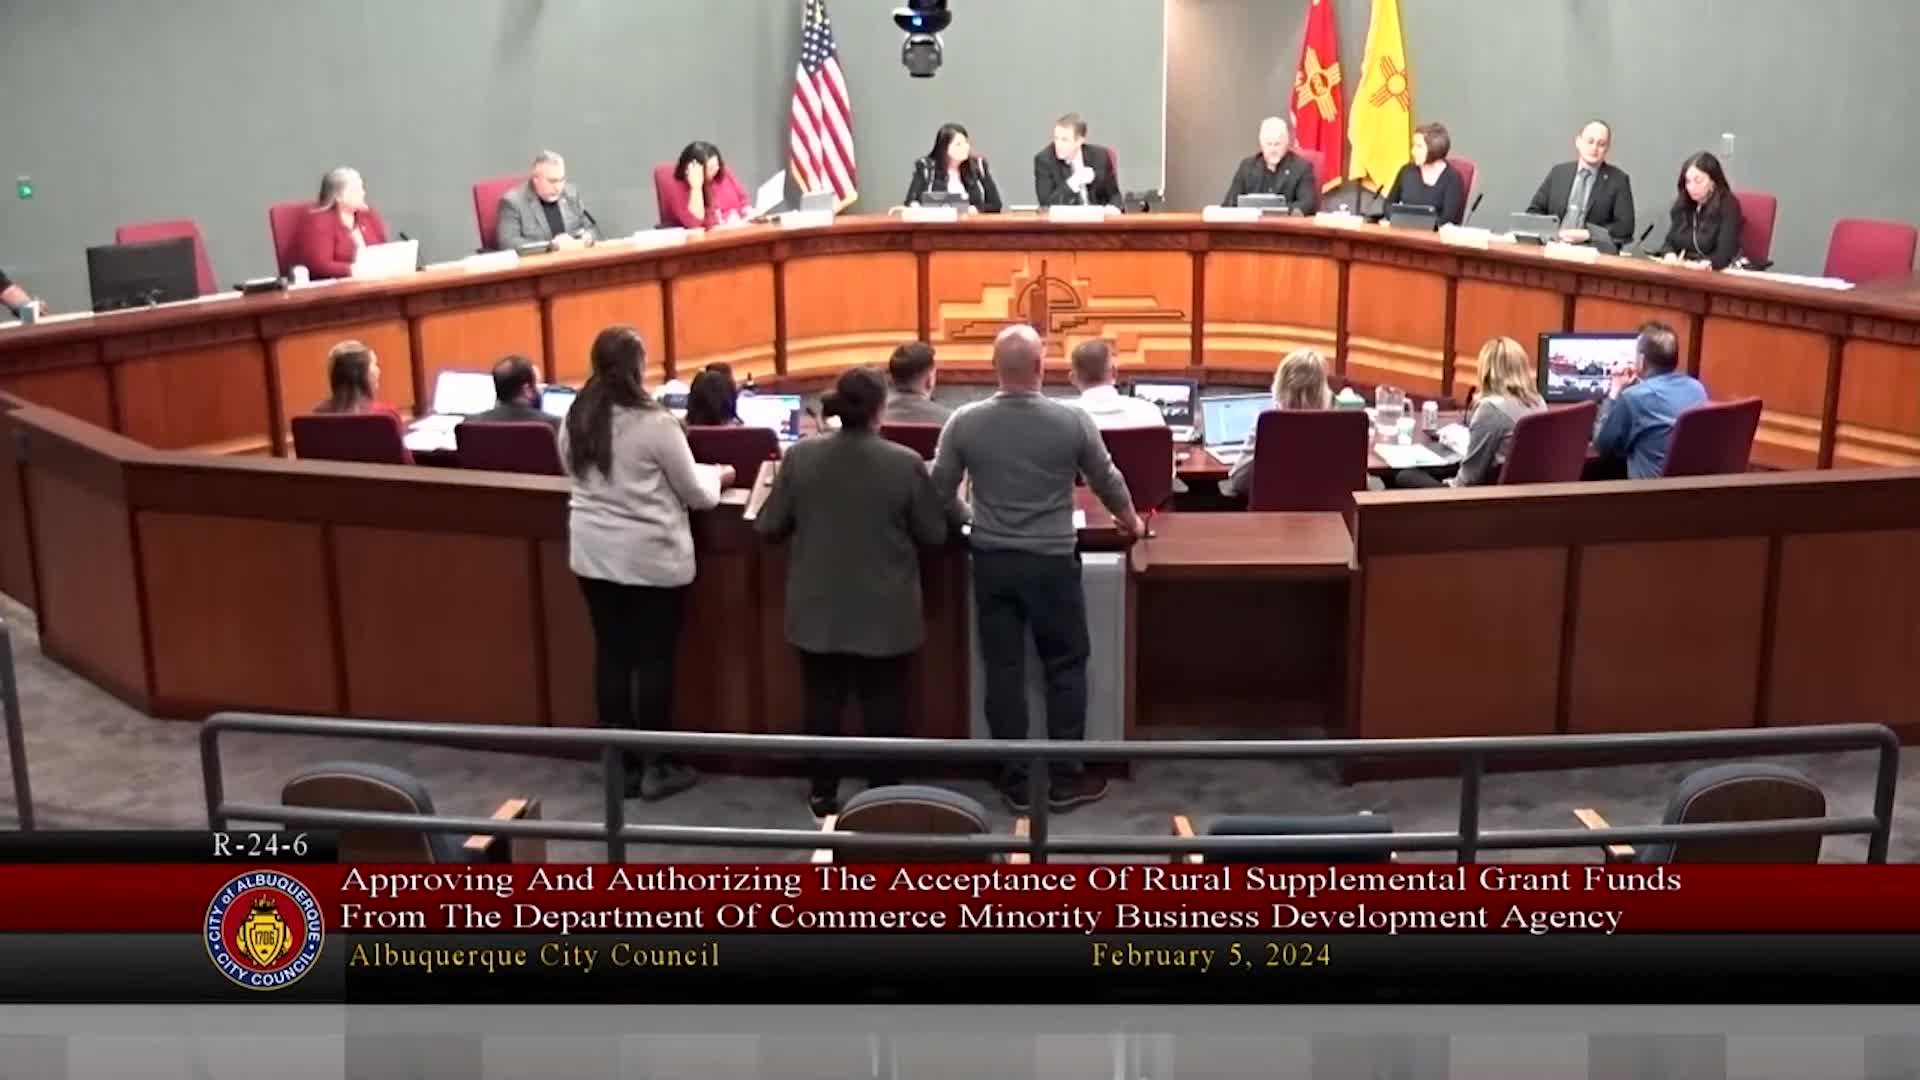 R-24-6
Approving And Authorizing The Acceptance Of Rural Supplemental Grant Funds
From The Department Of Commerce Minority Business Development Agency
Albuquerque City Council
February 5, 2024
CITY of ALBUQUERQUE
1706
CITY COUNCIL